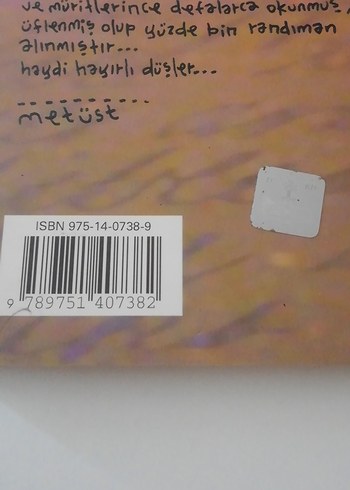 ve müritlerince defalarca okunmuş,
üflenmiş olup yüzde bin randıman
alınmıştır...
haydi hayırlı düşler...
----------
metüst
ISBN 975-14-0738-9
9 789751 407382